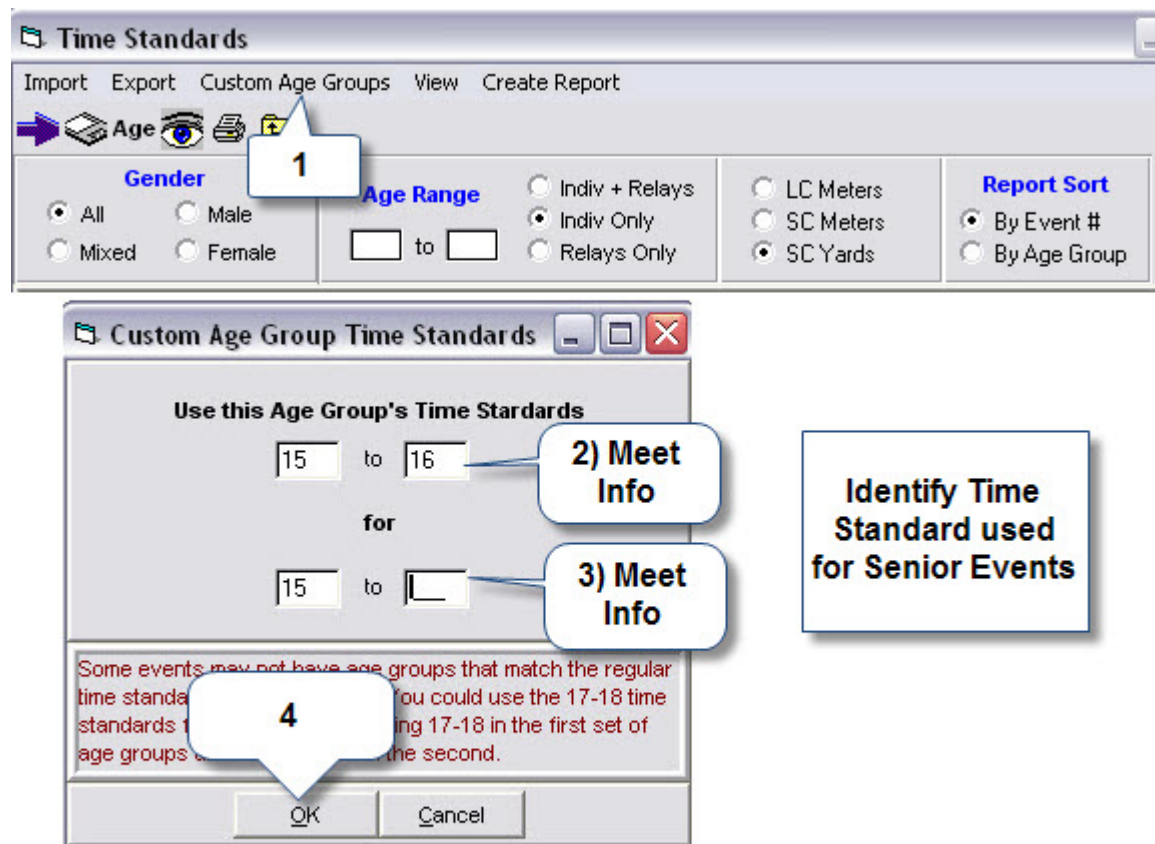 Time Standards
Import Export Custom Age Groups View Create Report
Age
1
Gender
All Male
Mixed Female
Age Range
to
Indiv + Relays
Indiv Only
Relays Only
LC Meters
SC Meters
SC Yards
Report Sort
By Event #
By Age Group
Custom Age Group Time Standards
Use this Age Group's Time Stardards
15 to 16
2) Meet
Info
for
15 to
3) Meet
Info
Identify Time
Standard used
for Senior Events
Some events may not have age groups that match the regular
time You could use the 17-18 time
standards 17-18 in the first set of
age groups the second.
4
OK Cancel